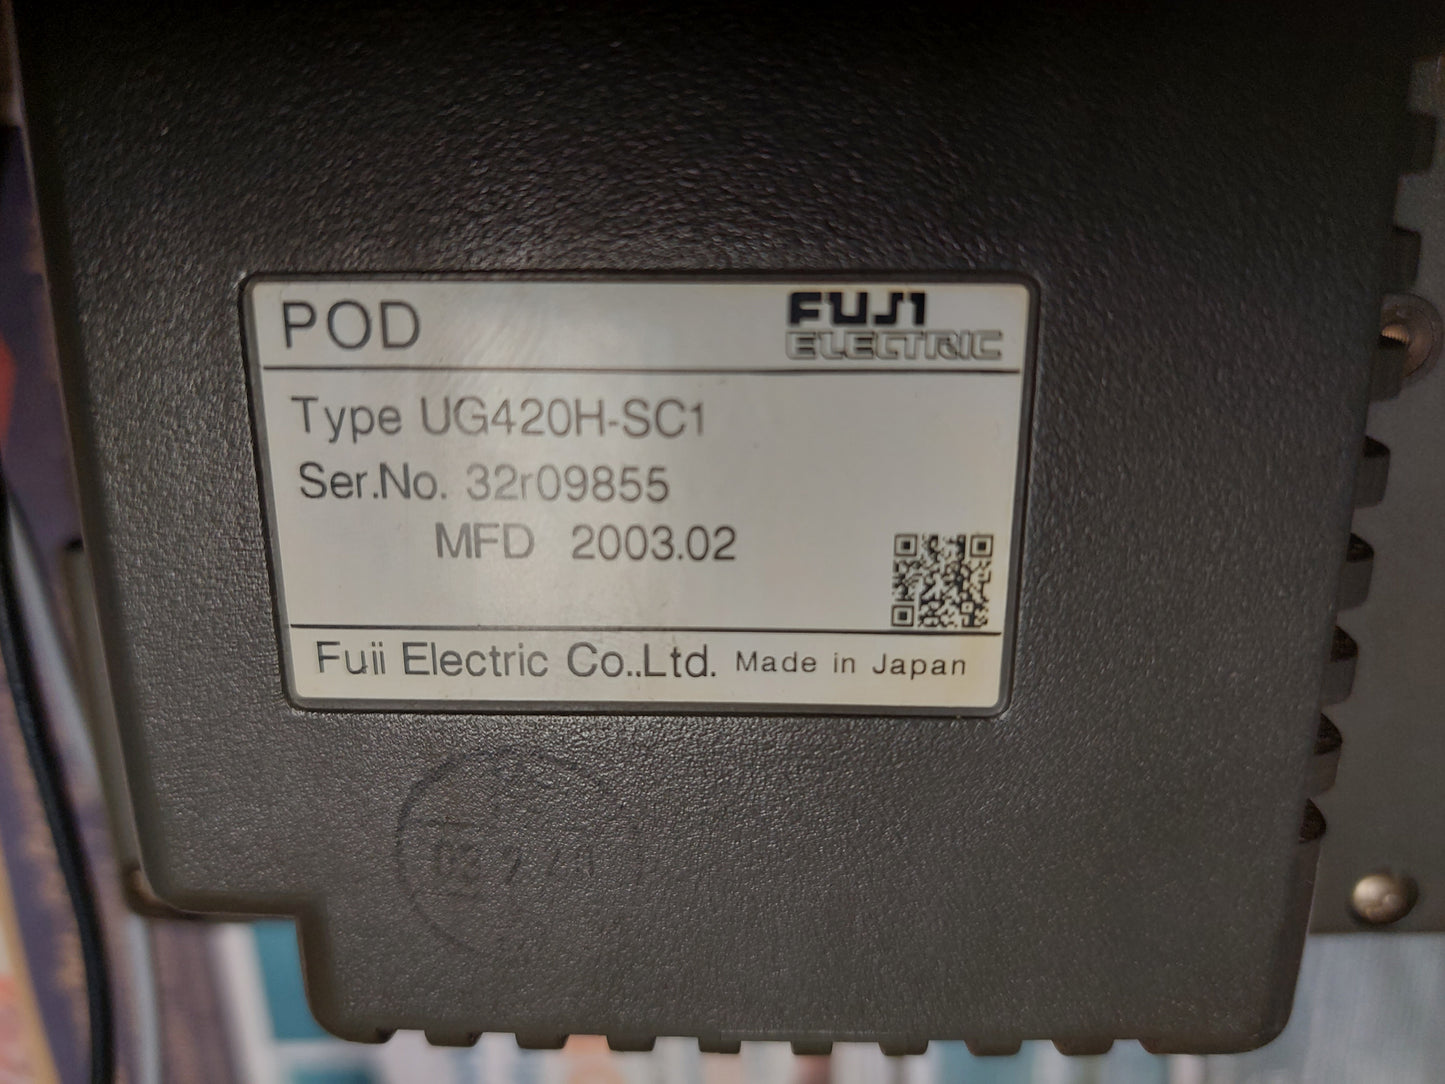 POD
FUJI
ELECTRIC
Type UG420H-SC1
Ser.No. 32r09855
MFD 2003.02
Fuii Electric Co..Ltd. Made in Japan